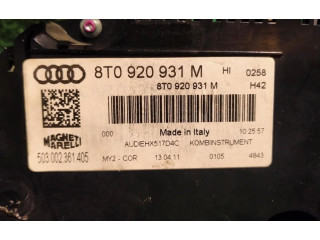 8T0 920 931 M HI 0258
8T0 920 931 M H42
000 Made in Italy 10:25:57
MAGNETI
MARELLI
AUDIEHX517D4C KOMBIINSTRUMENT
503.002.361.405 MY2 - COR 13.04.11 0105 4843